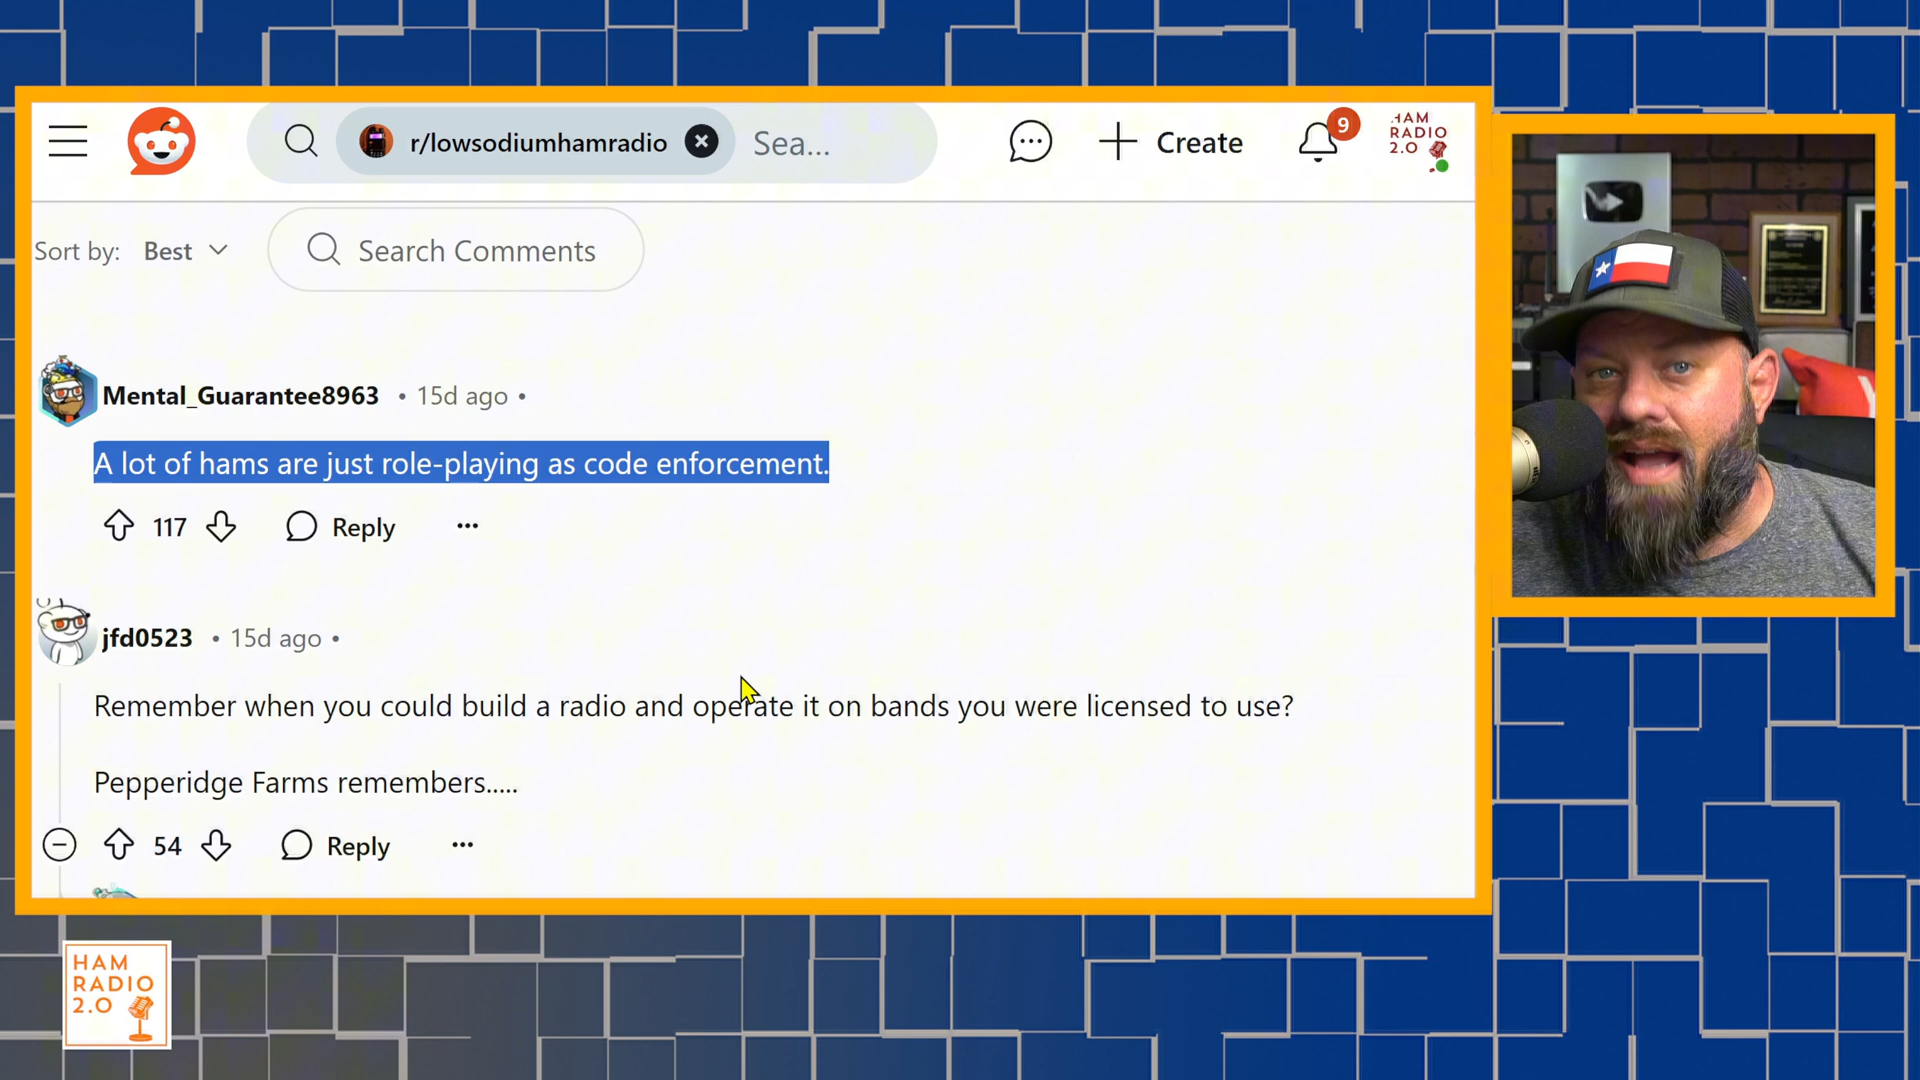 r/lowsodiumhamradio
Sea...
Create
9
HAM
RADIO
2.0
Sort by: Best
Search Comments
Mental_Guarantee8963 • 15d ago •
A lot of hams are just role-playing as code enforcement.
117 Reply ...
jfd0523 • 15d ago •
Remember when you could build a radio and operate it on bands you were licensed to use?
Pepperidge Farms remembers.....
54 Reply ...
HAM
RADIO
2.0